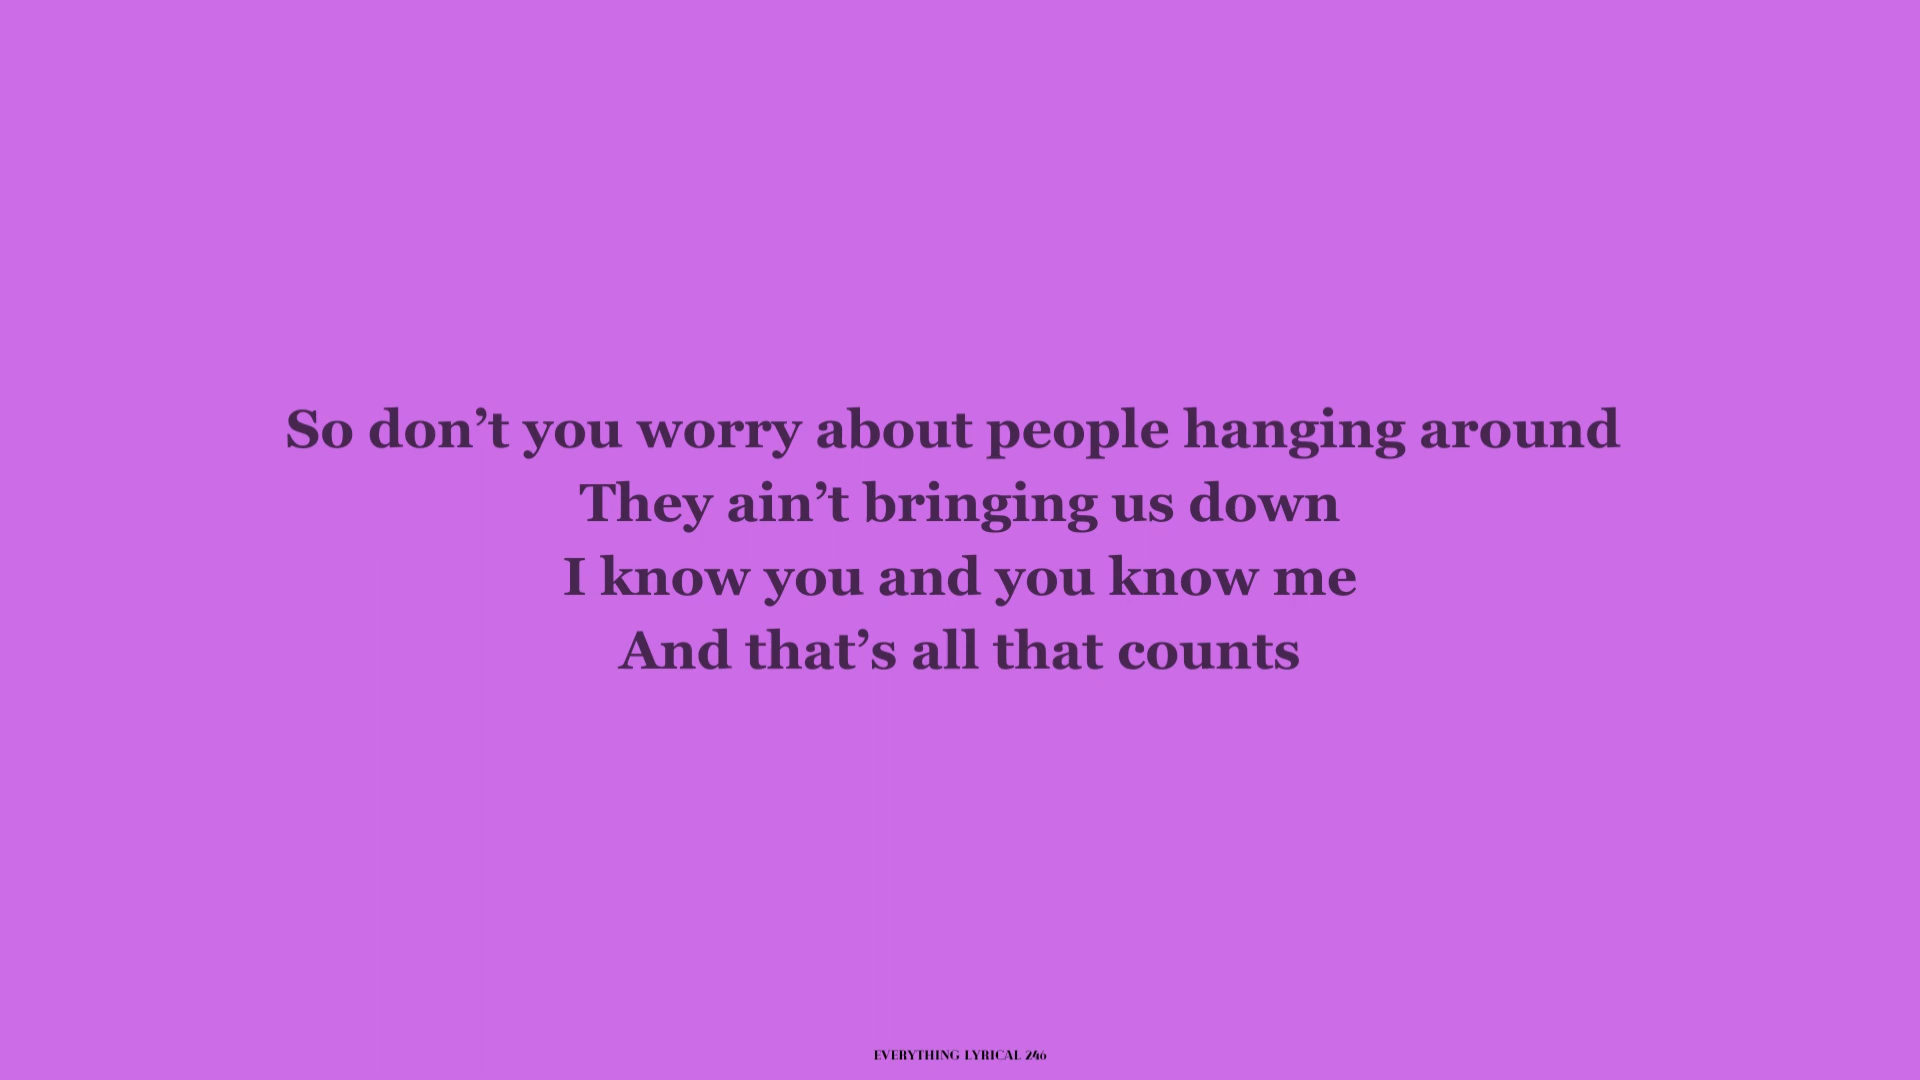 So don’t you worry about people hanging around
They ain’t bringing us down
I know you and you know me
And that’s all that counts
EVERYTHING LYRICAL 246